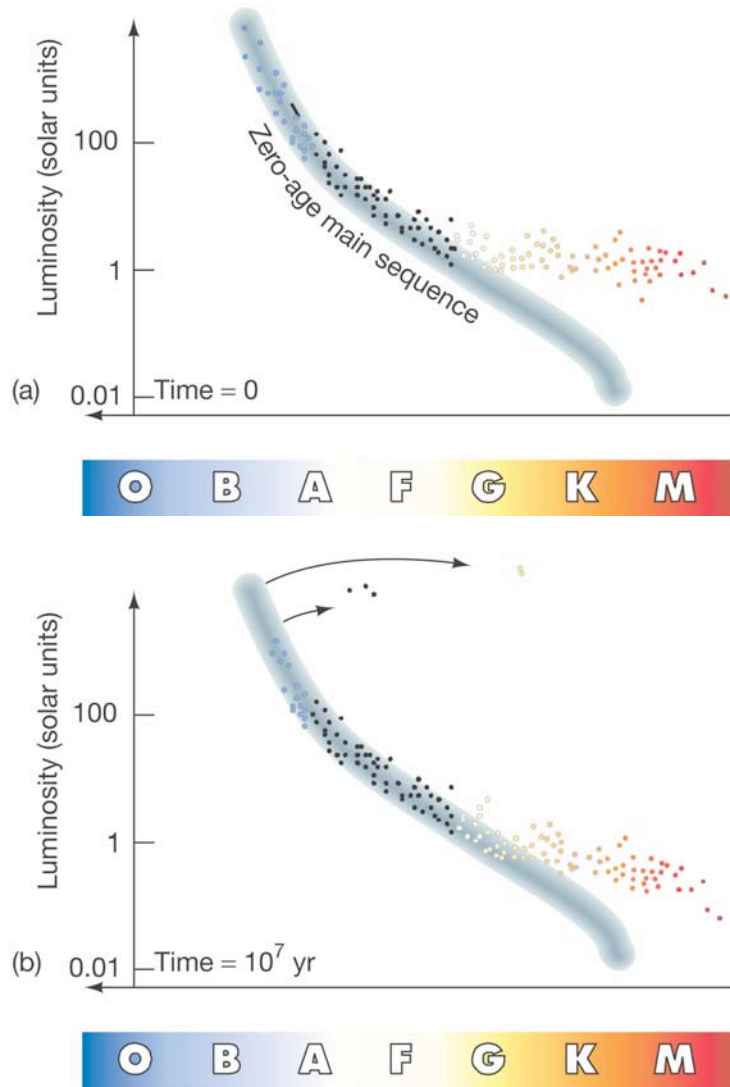 Luminosity (solar units)
100
1
0.01
Zero-age main sequence
(a)
Time = 0
O B A F G K M
Luminosity (solar units)
100
1
0.01
(b)
Time = 10⁷ yr
O B A F G K M